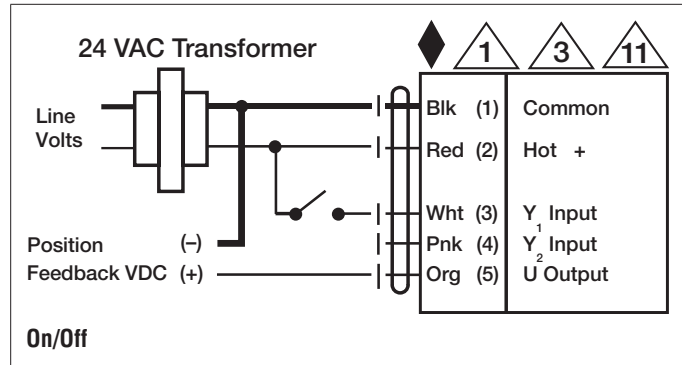 24 VAC Transformer
1 3 11
Line
Volts
Blk (1) Common
Red (2) Hot +
Wht (3) Y1 Input
Pnk (4) Y2 Input
Org (5) U Output
Position (–)
Feedback VDC (+)
On/Off